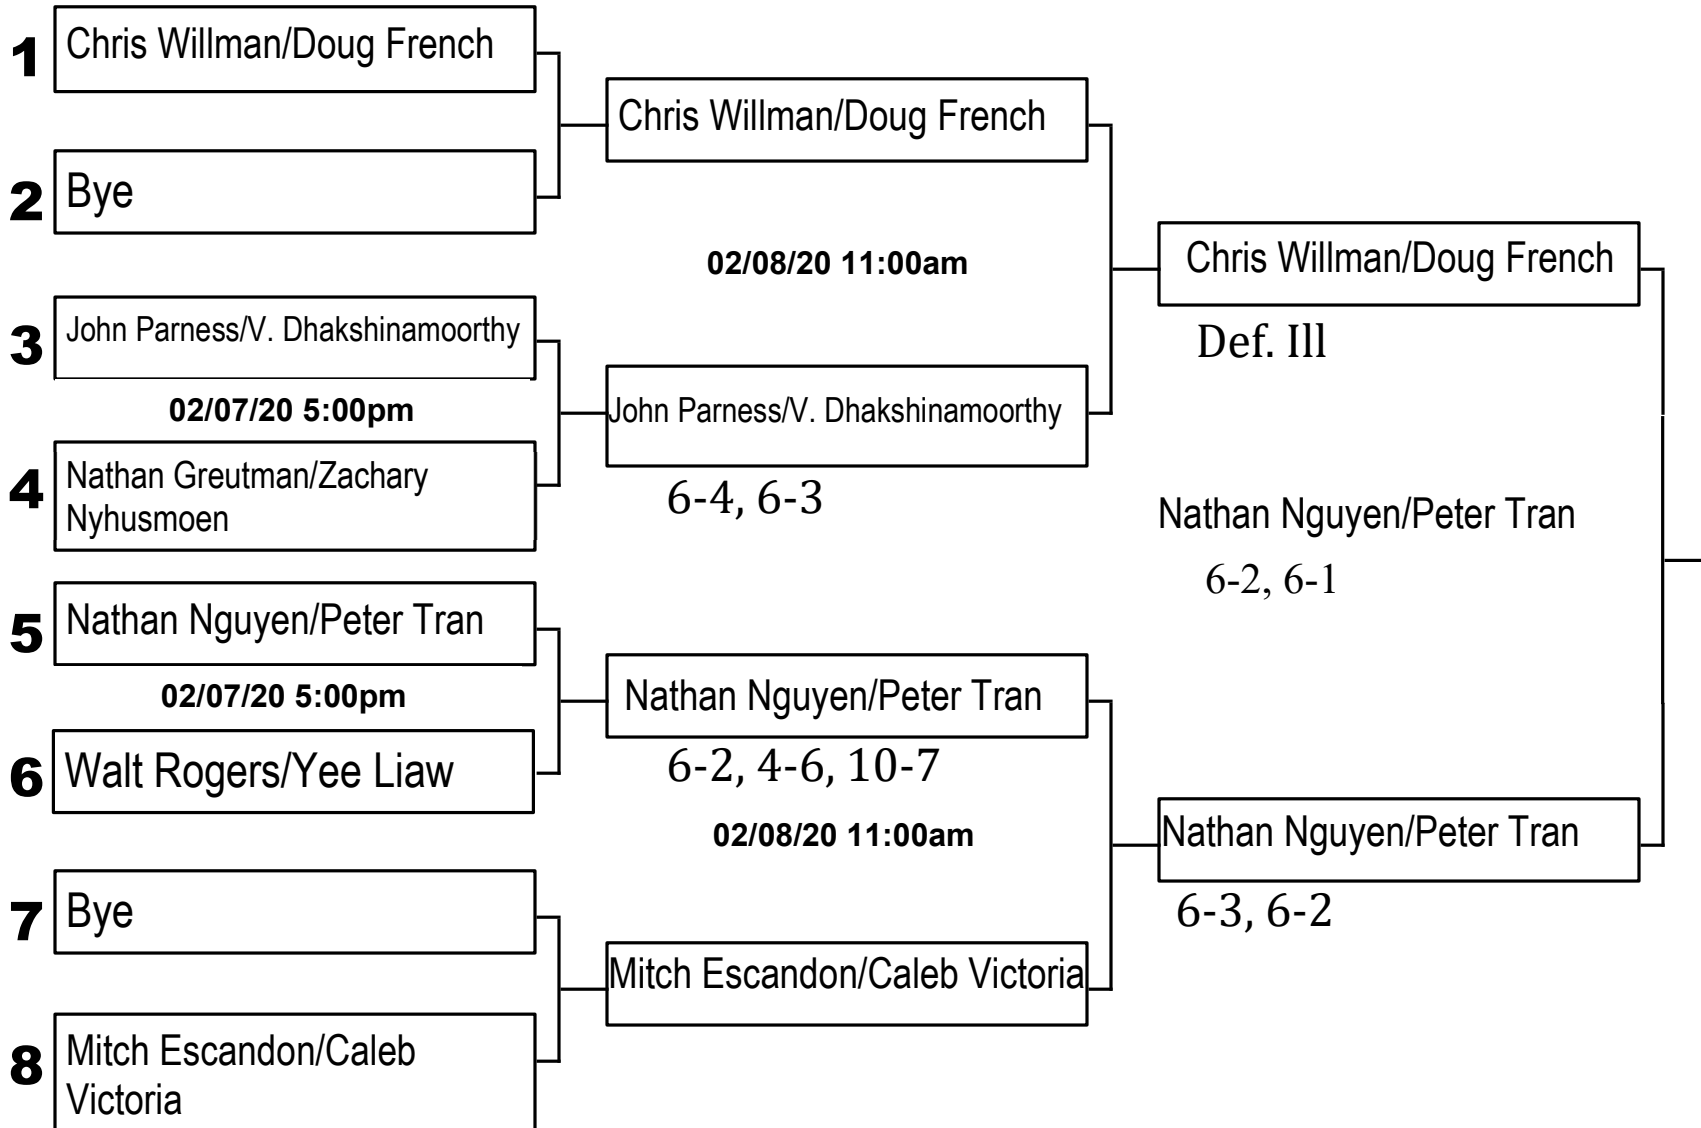 1
Chris Willman/Doug French
2
Bye
3
John Parness/V. Dhakshinamoorthy
02/07/20 5:00pm
4
Nathan Greutman/Zachary
Nyhusmoen
5
Nathan Nguyen/Peter Tran
02/07/20 5:00pm
6
Walt Rogers/Yee Liaw
7
Bye
8
Mitch Escandon/Caleb
Victoria
Chris Willman/Doug French
02/08/20 11:00am
John Parness/V. Dhakshinamoorthy
6-4, 6-3
Nathan Nguyen/Peter Tran
6-2, 4-6, 10-7
02/08/20 11:00am
Mitch Escandon/Caleb Victoria
Chris Willman/Doug French
Def. Ill
Nathan Nguyen/Peter Tran
6-2, 6-1
Nathan Nguyen/Peter Tran
6-3, 6-2